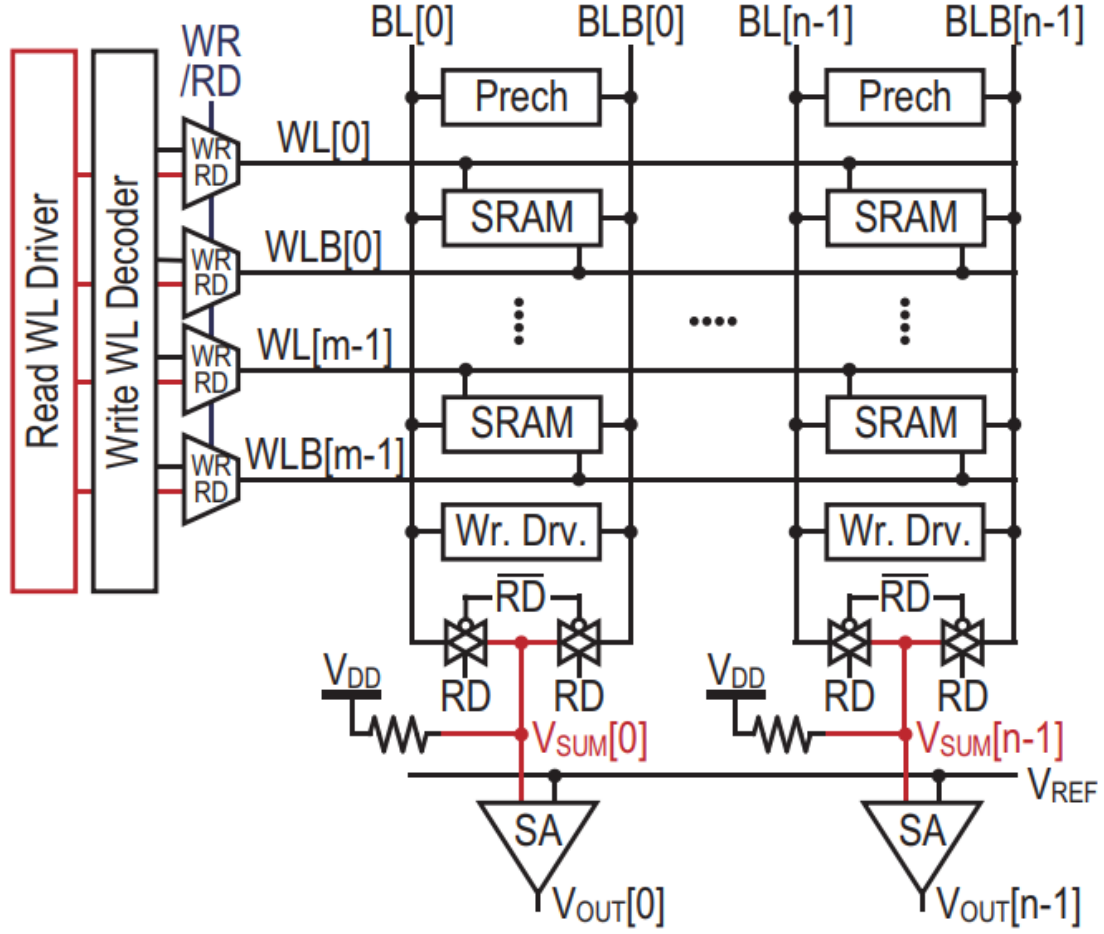 BL[0] BLB[0] BL[n-1] BLB[n-1]
WR
/RD
Prech Prech
Read WL Driver
Write WL Decoder
WR
RD
WL[0]
SRAM SRAM
WR
RD
WLB[0]
WR
RD
WL[m-1]
SRAM SRAM
WR
RD
WLB[m-1]
Wr. Drv. Wr. Drv.
R̅D̅ R̅D̅
VDD RD RD VDD RD RD
VSUM[0] VSUM[n-1]
VREF
SA SA
VOUT[0] VOUT[n-1]